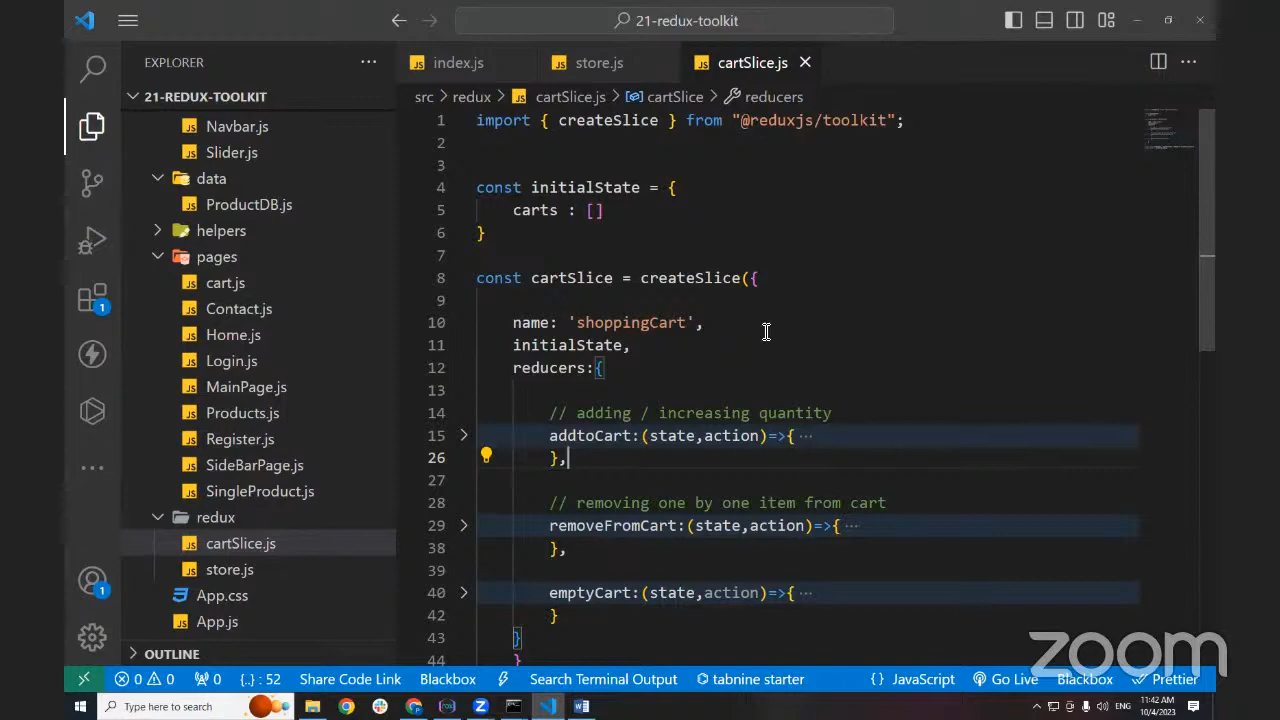 21-redux-toolkit
EXPLORER
index.js
store.js
cartSlice.js
21-REDUX-TOOLKIT
src > redux > cartSlice.js > cartSlice > reducers
Navbar.js
Slider.js
data
ProductDB.js
helpers
pages
cart.js
Contact.js
Home.js
Login.js
MainPage.js
Products.js
Register.js
SideBarPage.js
SingleProduct.js
redux
cartSlice.js
store.js
App.css
App.js
OUTLINE
1
1
1 import { createSlice } from "@reduxjs/toolkit";
2
3
4 const initialState = {
5 carts : []
6 }
7
8 const cartSlice = createSlice({
9
10 name: 'shoppingCart',
11 initialState,
12 reducers:{
13
14 // adding / increasing quantity
15 addtoCart:(state,action)=>{ ···
26 },
27
28 // removing one by one item from cart
29 removeFromCart:(state,action)=>{ ···
38 },
39
40 emptyCart:(state,action)=>{ ···
42 }
43 }
44 }
zoom
0 0 0 {..} : 52 Share Code Link Blackbox Search Terminal Output tabnine starter {} JavaScript Go Live Blackbox Prettier
Type here to search
11:42 AM
10/4/2023